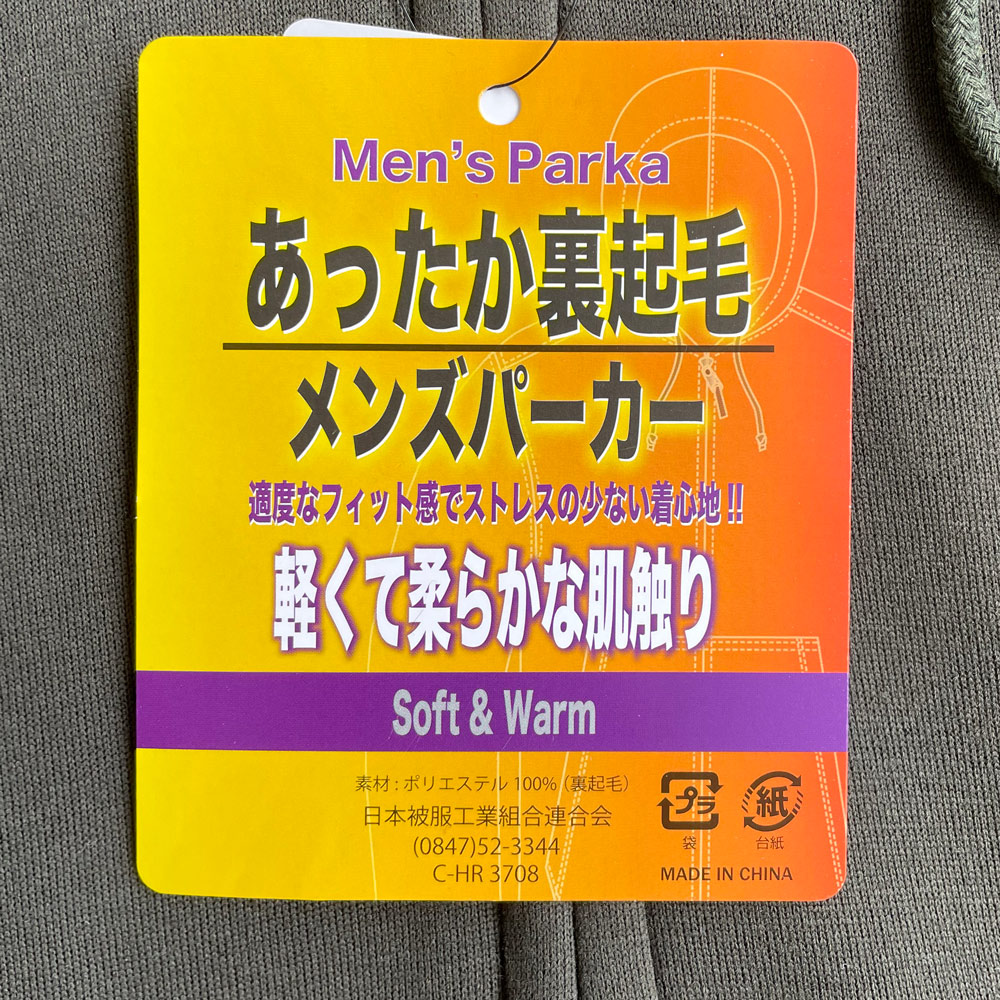 Men's Parka
あったか裏起毛
メンズパーカー
適度なフィット感でストレスの少ない着心地!!
軽くて柔らかな肌触り
Soft & Warm
素材:ポリエステル 100% (裏起毛)
日本被服工業組合連合会
(0847)52-3344
C-HR 3708
プラ
袋
紙
台紙
MADE IN CHINA